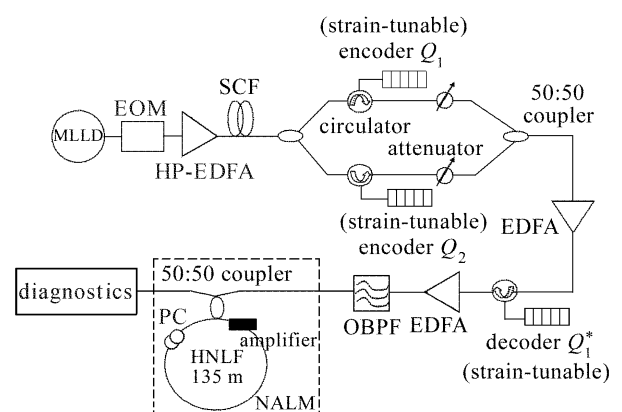 (strain-tunable)
encoder Q1
SCF
EOM
MLLD
HP-EDFA
circulator
attenuator
50:50
coupler
(strain-tunable)
encoder Q2
EDFA
50:50 coupler
diagnostics
PC
amplifier
HNLF
135 m
NALM
OBPF
EDFA
decoder Q1*
(strain-tunable)